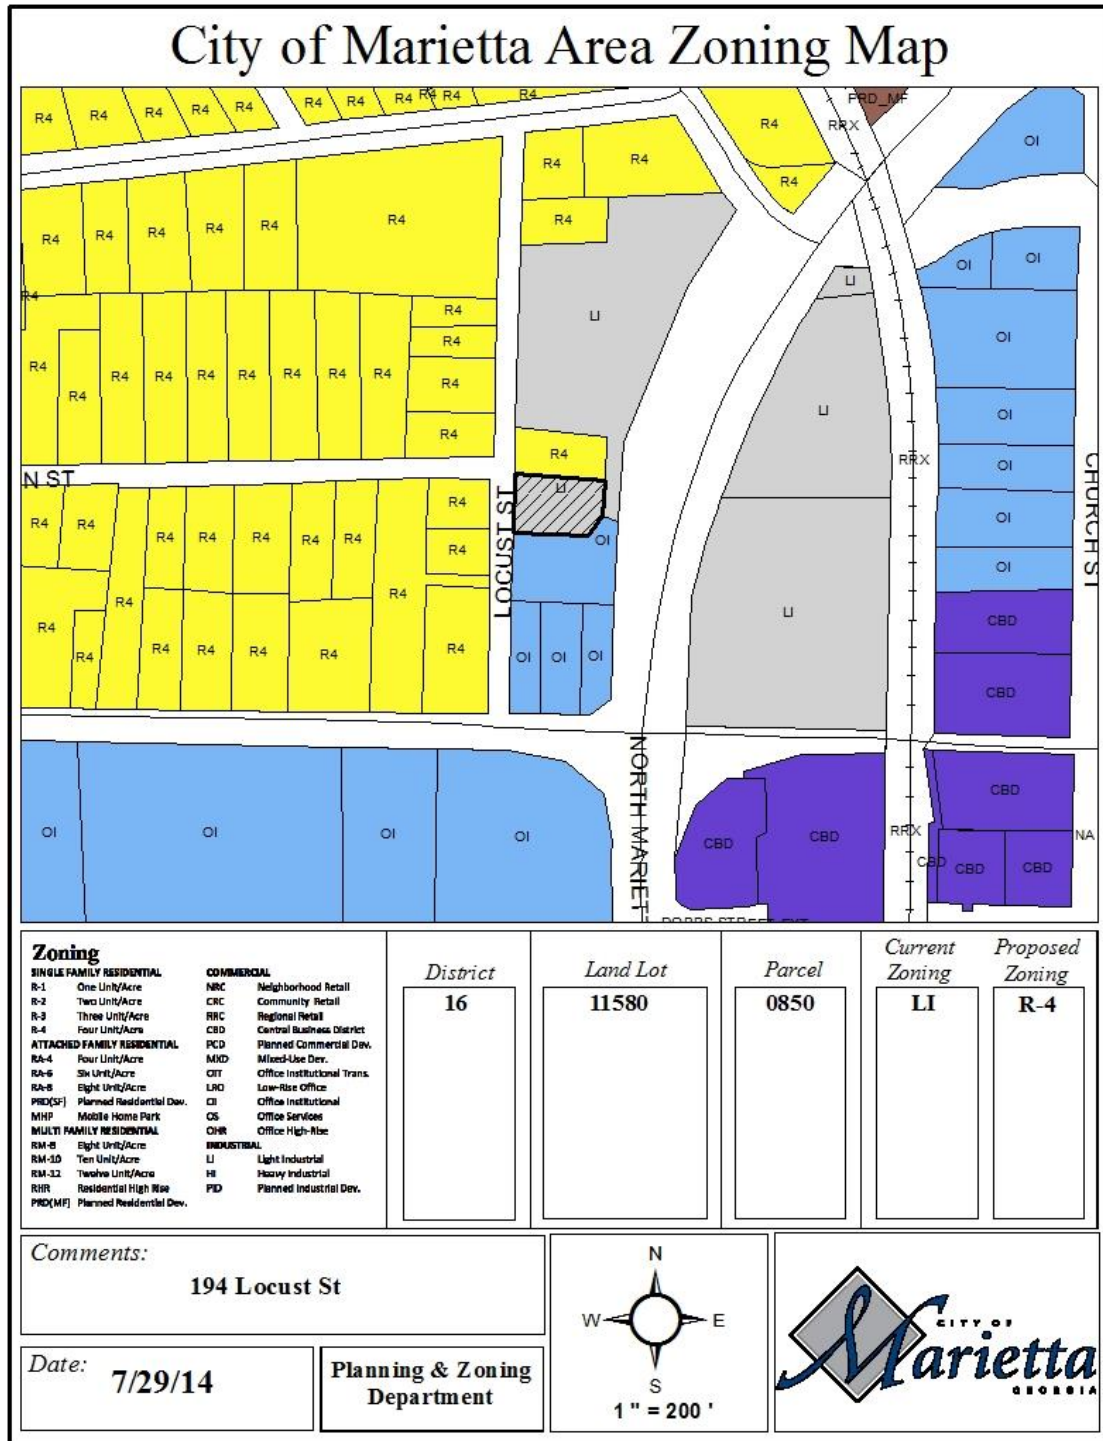 City of Marietta Area Zoning Map
R4 R4 R4 R4 R4 R4 R4 R4 R4 R4 R4
R4 PRD_MF
RRX OI
R4 R4 R4
R4 R4 R4 R4 R4 R4 R4
OI OI
LI
R4 R4 LI
R4 OI
R4 R4 R4 R4 R4 R4 R4 R4 R4 R4
LI OI
R4 R4 RRX OI
N ST LI CHURCH ST
R4 R4 R4 R4 R4 R4 R4 R4 OI
R4 LOCUST ST OI OI
R4 R4 R4 R4 R4 R4 R4 R4 LI CBD
OI OI OI CBD
NORTH MARIET
OI OI OI OI CBD CBD RRX CBD NA
CBD CBD CBD
DOBBS STREET EXT
Zoning
SINGLE FAMILY RESIDENTIAL
R-1 One Unit/Acre
R-2 Two Unit/Acre
R-3 Three Unit/Acre
R-4 Four Unit/Acre
ATTACHED FAMILY RESIDENTIAL
RA-4 Four Unit/Acre
RA-6 Six Unit/Acre
RA-8 Eight Unit/Acre
PRD(SF) Planned Residential Dev.
MHP Mobile Home Park
MULTI FAMILY RESIDENTIAL
RM-8 Eight Unit/Acre
RM-10 Ten Unit/Acre
RM-12 Twelve Unit/Acre
RHR Residential High Rise
PRD(MF) Planned Residential Dev.
COMMERCIAL
NRC Neighborhood Retail
CRC Community Retail
RRC Regional Retail
CBD Central Business District
PCD Planned Commercial Dev.
MXD Mixed-Use Dev.
OIT Office Institutional Trans.
LRO Low-Rise Office
OI Office Institutional
OS Office Services
OHR Office High-Rise
INDUSTRIAL
LI Light Industrial
HI Heavy Industrial
PID Planned Industrial Dev.
District
16
Land Lot
11580
Parcel
0850
Current
Zoning
LI
Proposed
Zoning
R-4
Comments:
194 Locust St
Date: 7/29/14
Planning & Zoning
Department
N
W E
S
1 " = 200 '
CITY OF
Marietta
GEORGIA